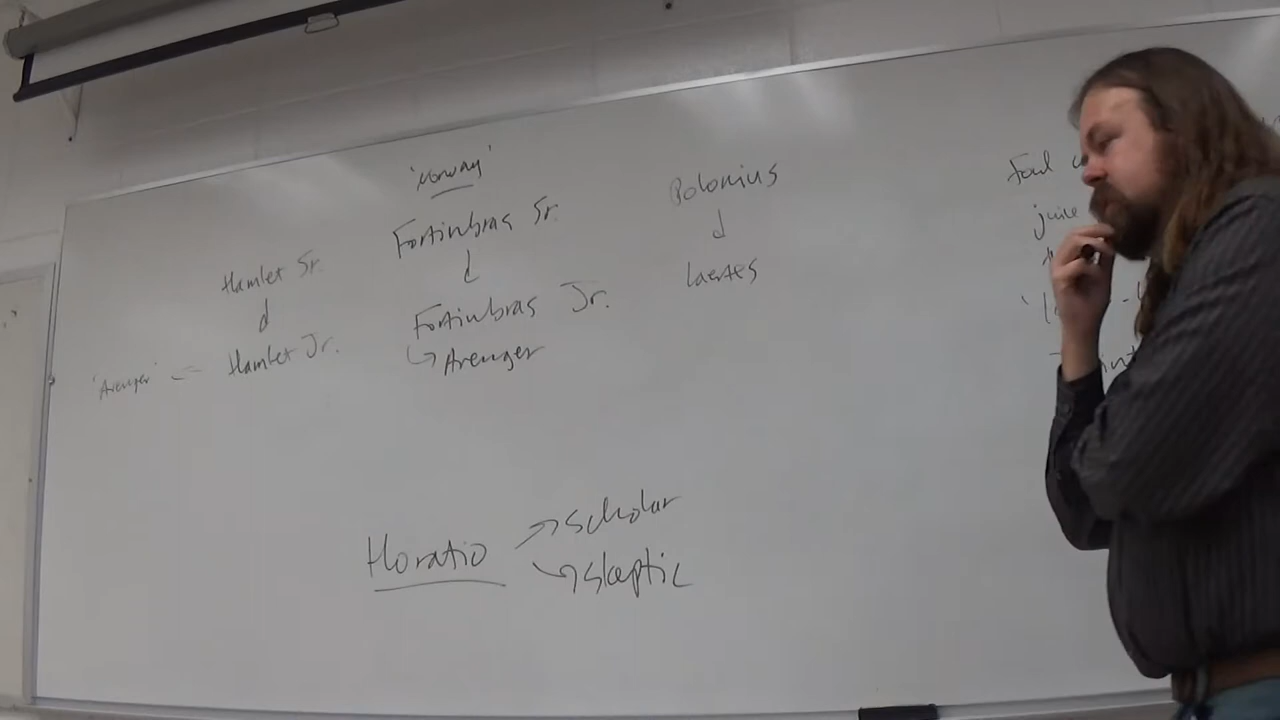 'Norway'
Fortinbras Sr.
Fortinbras Jr.
↳ Avenger
Hamlet Sr.
Hamlet Jr.
'Avenger'
Polonius
Laertes
Horatio
→ scholar
↘ skeptic
Foul
juice